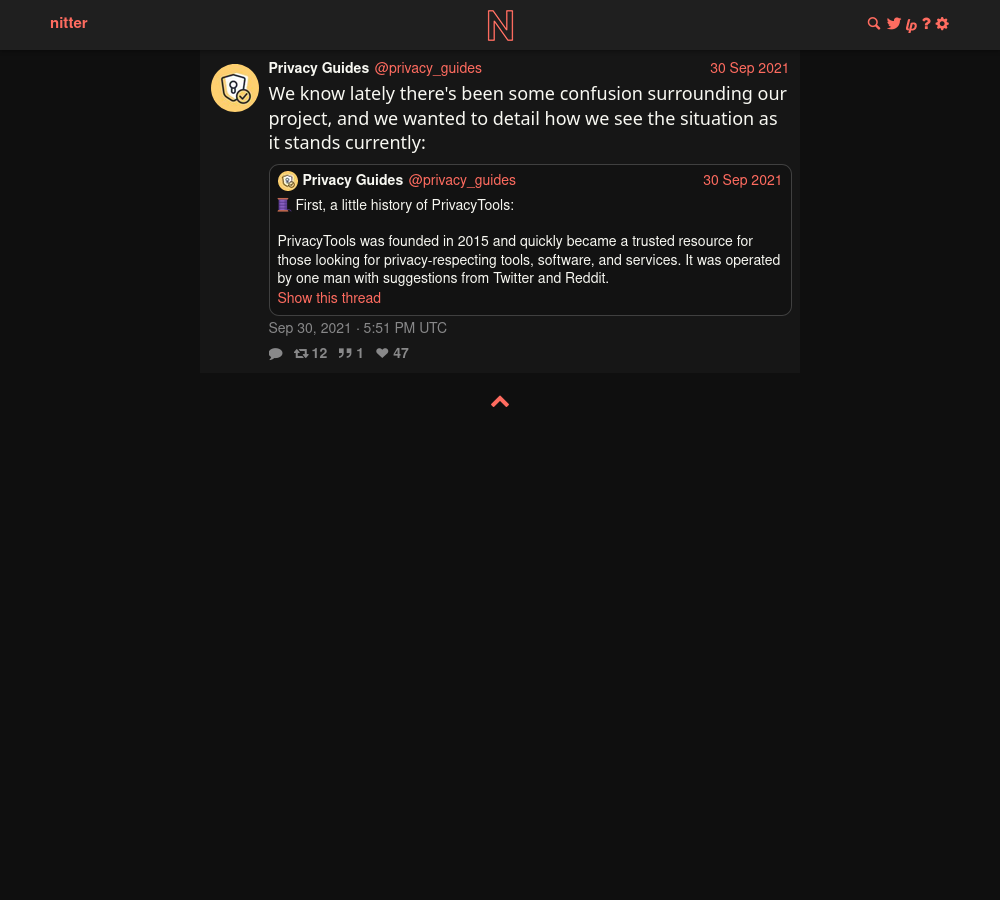 nitter
N
lp ?
Privacy Guides @privacy_guides 30 Sep 2021
We know lately there's been some confusion surrounding our
project, and we wanted to detail how we see the situation as
it stands currently:
Privacy Guides @privacy_guides 30 Sep 2021
🧵 First, a little history of PrivacyTools:
PrivacyTools was founded in 2015 and quickly became a trusted resource for
those looking for privacy-respecting tools, software, and services. It was operated
by one man with suggestions from Twitter and Reddit.
Show this thread
Sep 30, 2021 · 5:51 PM UTC
12 1 47